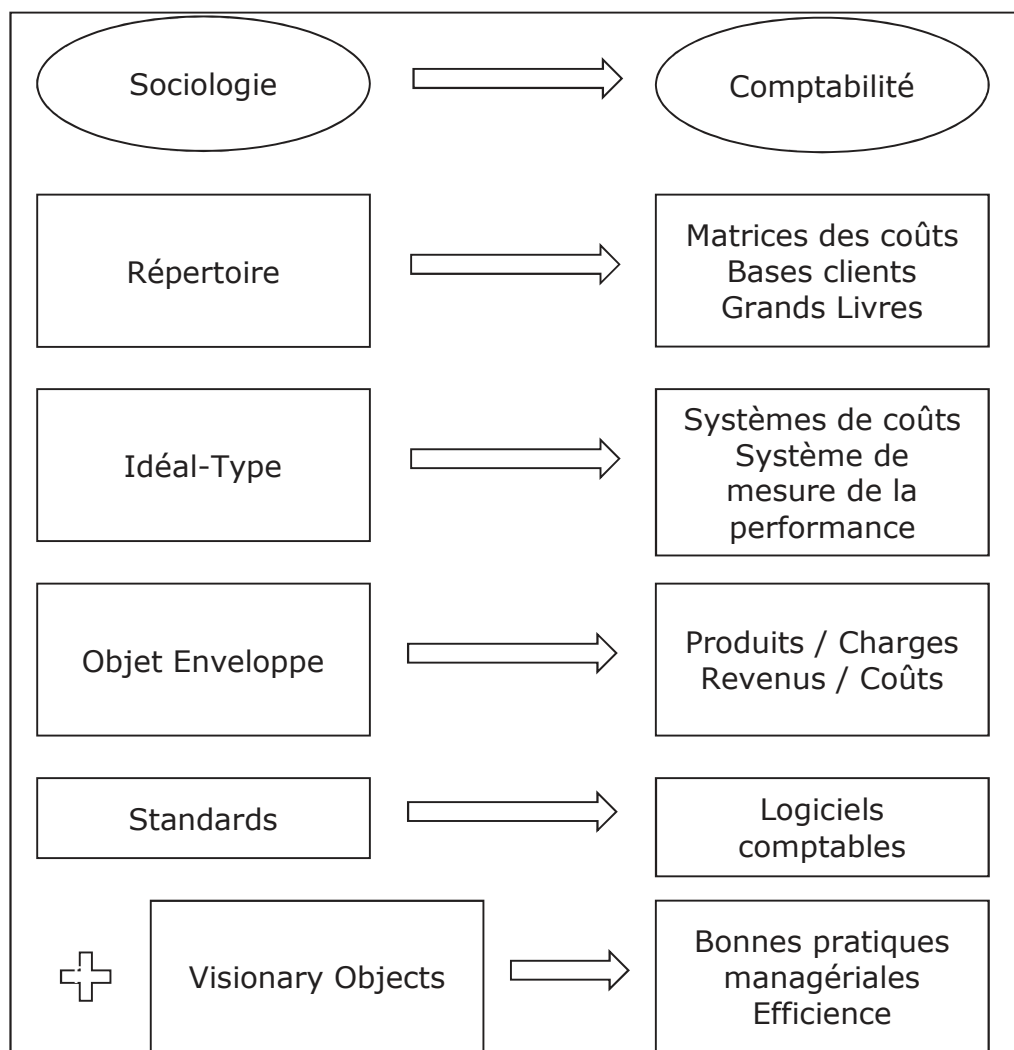 Sociologie
Comptabilité
Répertoire
Matrices des coûts
Bases clients
Grands Livres
Idéal-Type
Systèmes de coûts
Système de
mesure de la
performance
Objet Enveloppe
Produits / Charges
Revenus / Coûts
Standards
Logiciels
comptables
Visionary Objects
Bonnes pratiques
managériales
Efficience